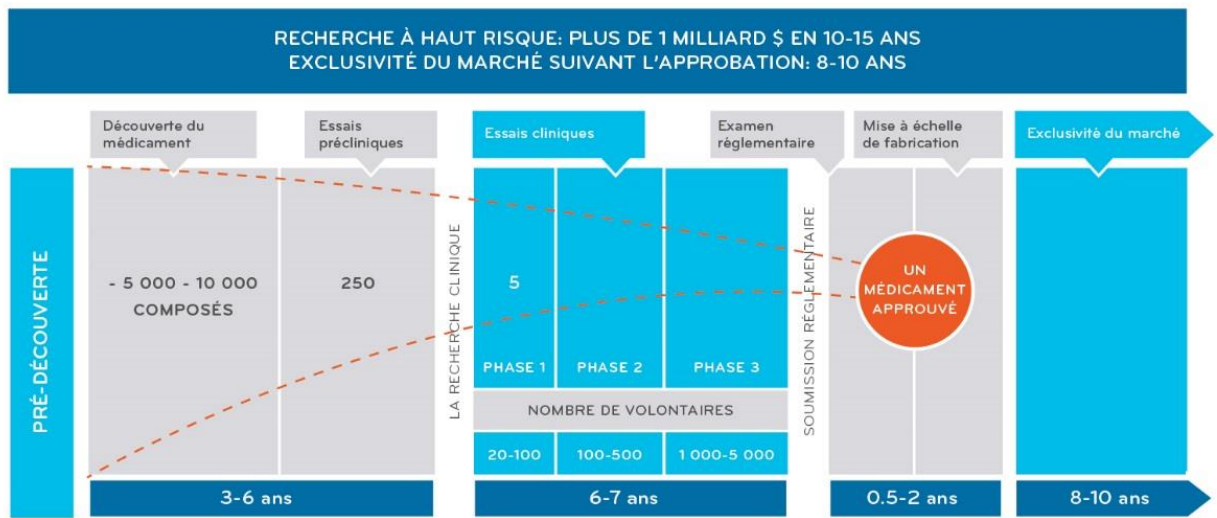 RECHERCHE À HAUT RISQUE: PLUS DE 1 MILLIARD $ EN 10-15 ANS
EXCLUSIVITÉ DU MARCHÉ SUIVANT L'APPROBATION: 8-10 ANS
Découverte du
médicament
Essais
précliniques
Essais cliniques
Examen
réglementaire
Mise à échelle
de fabrication
Exclusivité du marché
PRÉ-DÉCOUVERTE
- 5 000 - 10 000
COMPOSÉS
250
LA RECHERCHE CLINIQUE
5
PHASE 1
PHASE 2
PHASE 3
NOMBRE DE VOLONTAIRES
20-100
100-500
1 000-5 000
SOUMISSION RÉGLEMENTAIRE
UN
MÉDICAMENT
APPROUVÉ
3-6 ans
6-7 ans
0.5-2 ans
8-10 ans